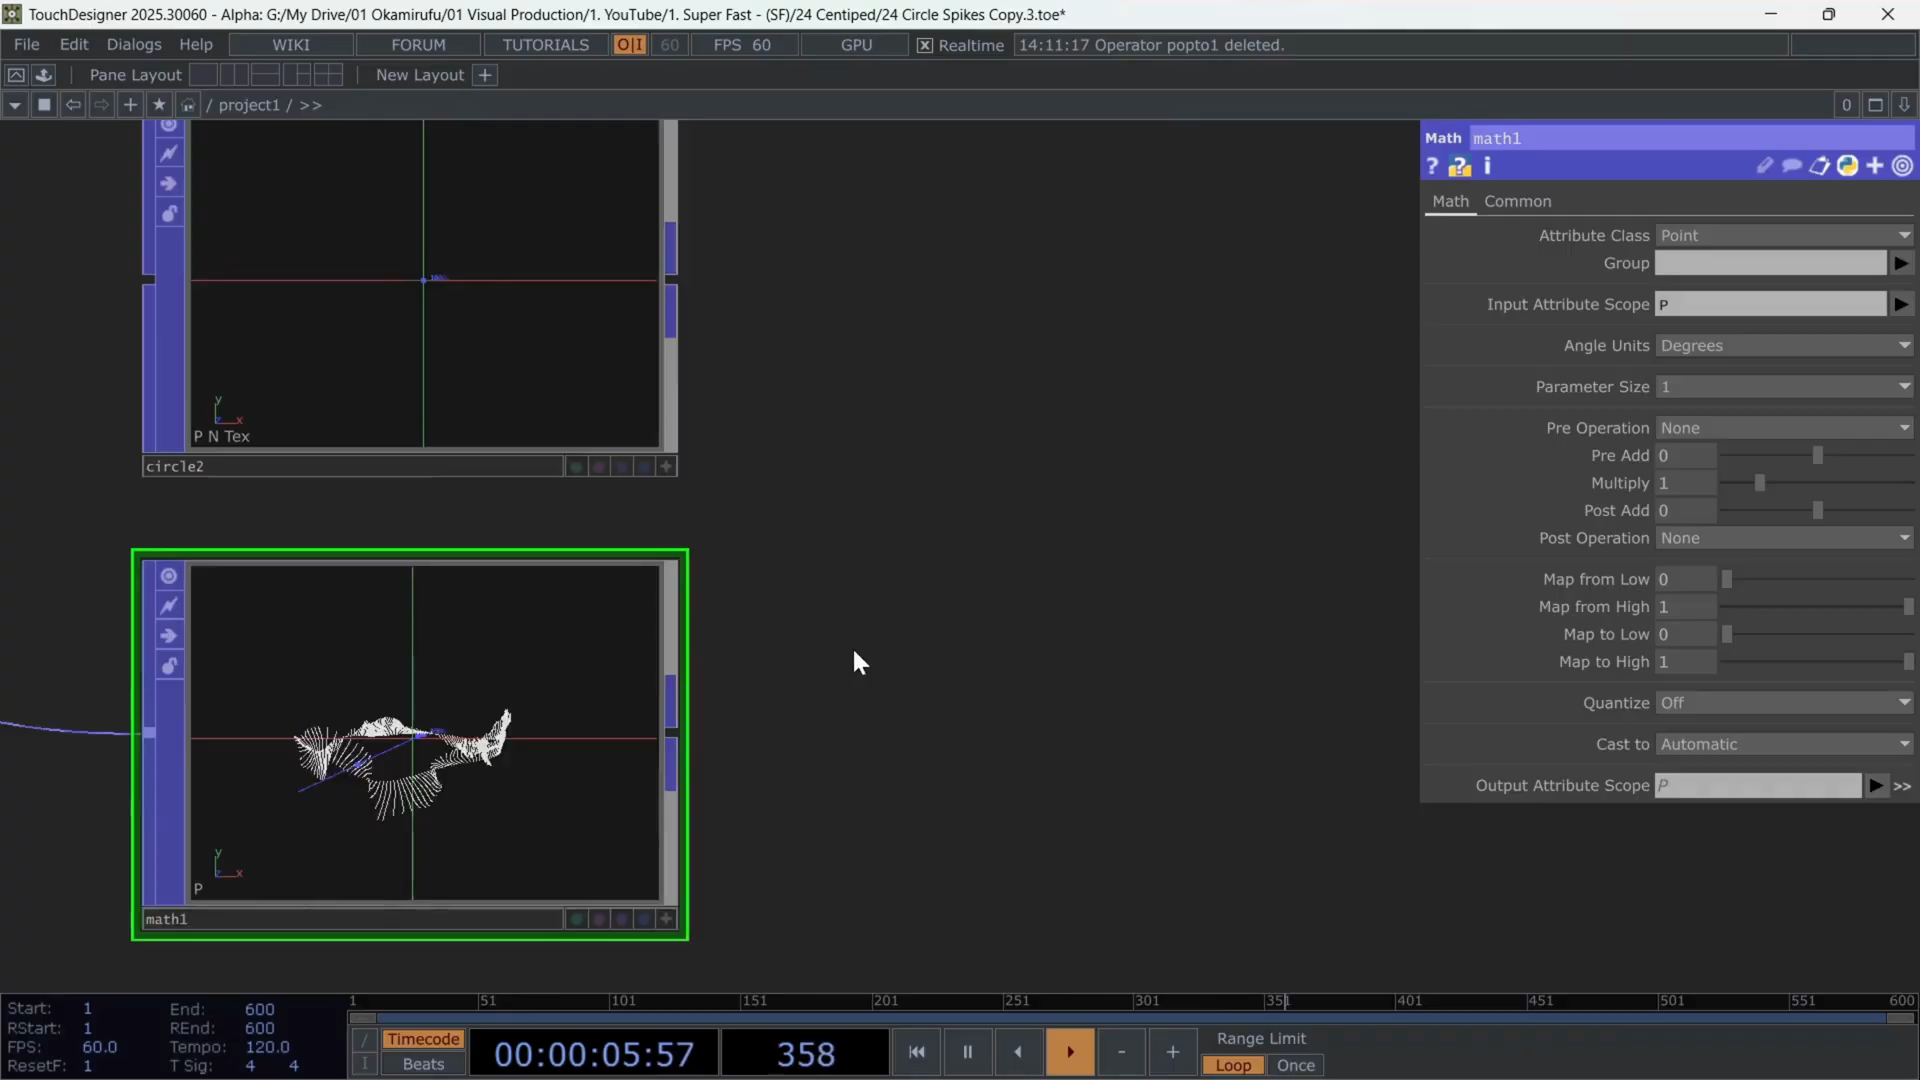 TouchDesigner 2025.30060 - Alpha: G:/My Drive/01 Okamirufu/01 Visual Production/1. YouTube/1. Super Fast - (SF)/24 Centiped/24 Circle Spikes Copy.3.toe*
File Edit Dialogs Help WIKI FORUM TUTORIALS O|I 60 FPS 60 GPU X Realtime 14:11:17 Operator popto1 deleted.
Pane Layout New Layout +
/ project1 / >> 0
Math math1
? ? i
Math Common
Attribute Class Point
Group
Input Attribute Scope P
Angle Units Degrees
Parameter Size 1
Pre Operation None
Pre Add 0
Multiply 1
Post Add 0
Post Operation None
Map from Low 0
Map from High 1
Map to Low 0
Map to High 1
Quantize Off
Cast to Automatic
Output Attribute Scope P >>
y
x
P N Tex
circle2
y
x
P
math1
1 51 101 151 201 251 301 351 401 451 501 551 600
Start: 1 End: 600
RStart: 1 REnd: 600
FPS: 60.0 Tempo: 120.0
ResetF: 1 T Sig: 4 4
/ Timecode
I Beats
00:00:05:57 358
- +
Range Limit
Loop Once